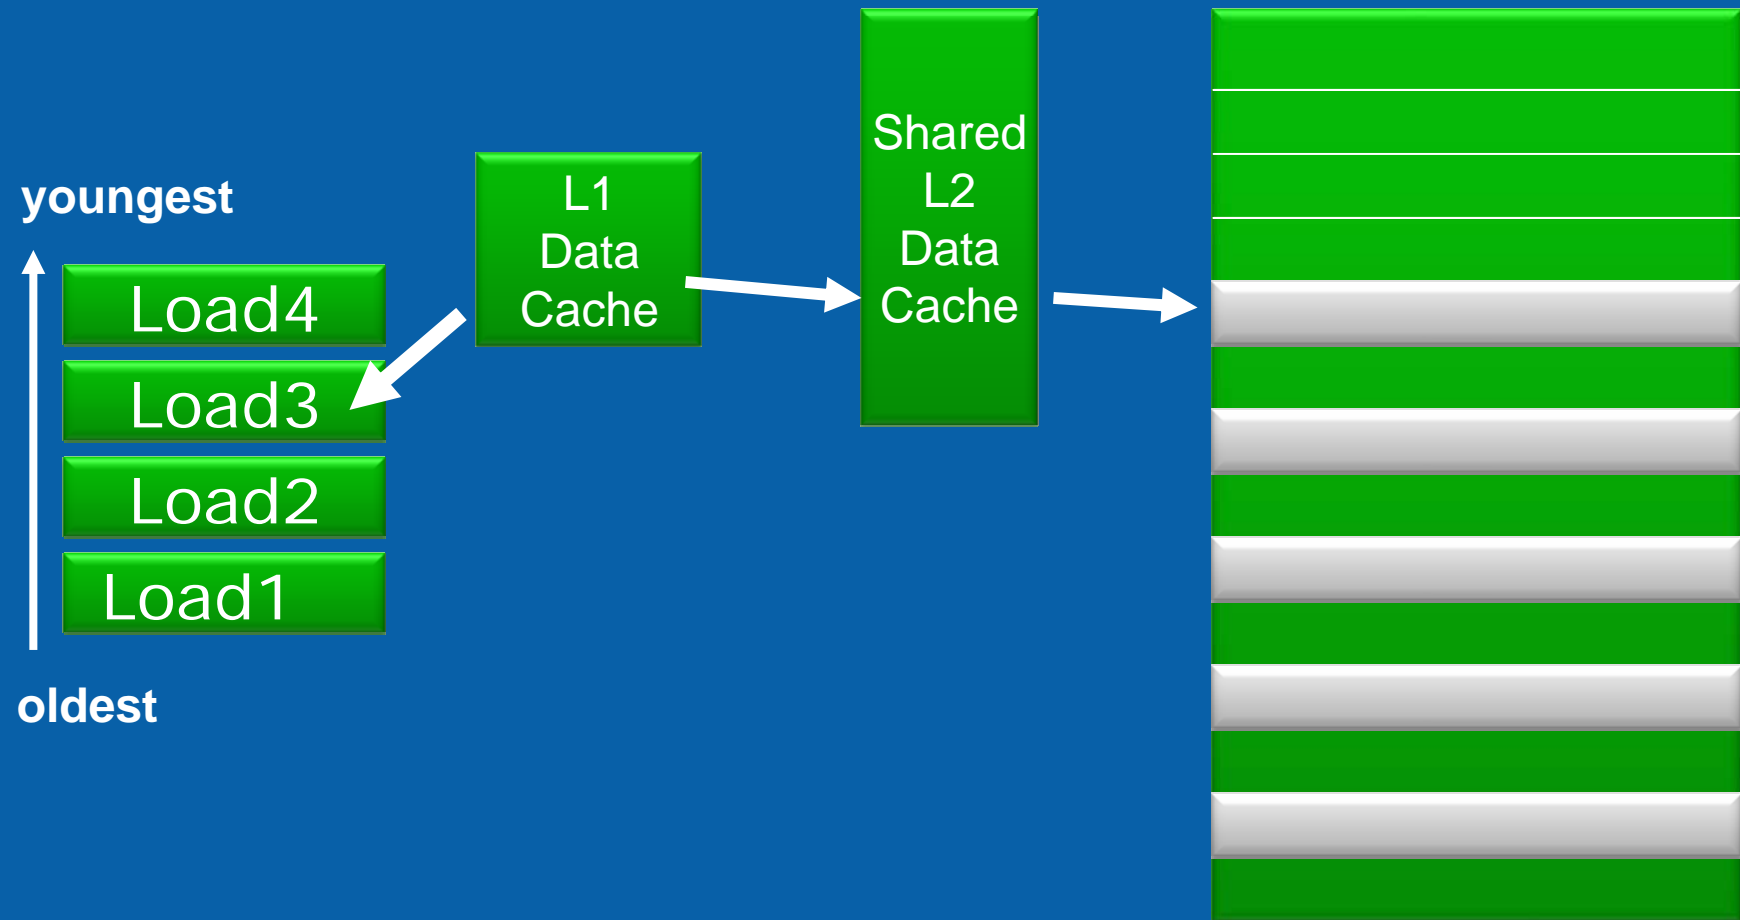 youngest
Load4
Load3
Load2
Load1
oldest
L1
Data
Cache
Shared
L2
Data
Cache